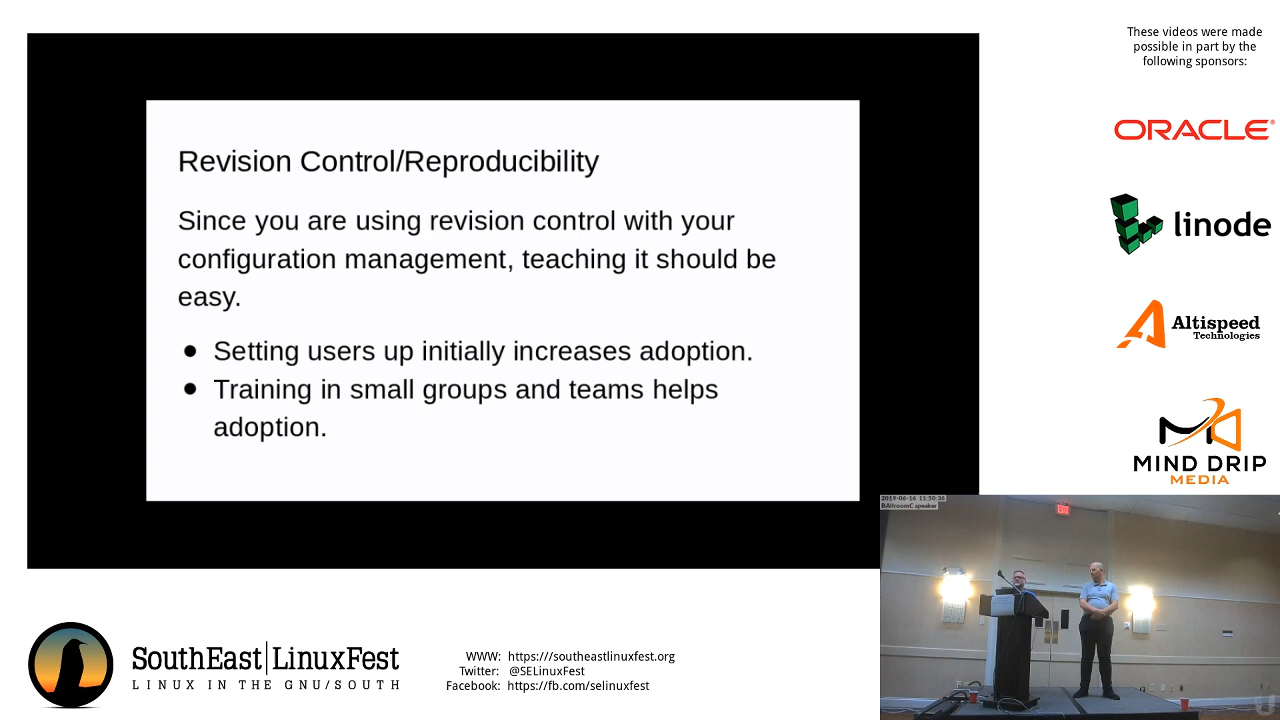 These videos were made
possible in part by the
following sponsors:
Revision Control/Reproducibility
Since you are using revision control with your
configuration management, teaching it should be
easy.
● Setting users up initially increases adoption.
● Training in small groups and teams helps
adoption.
ORACLE®
linode
Altispeed
Technologies
MIND DRIP
MEDIA
2019-06-16 11:50:36
BAllroomC speaker
SouthEast|LinuxFest
LINUX IN THE GNU/SOUTH
WWW: https:///southeastlinuxfest.org
Twitter: @SELinuxFest
Facebook: https://fb.com/selinuxfest